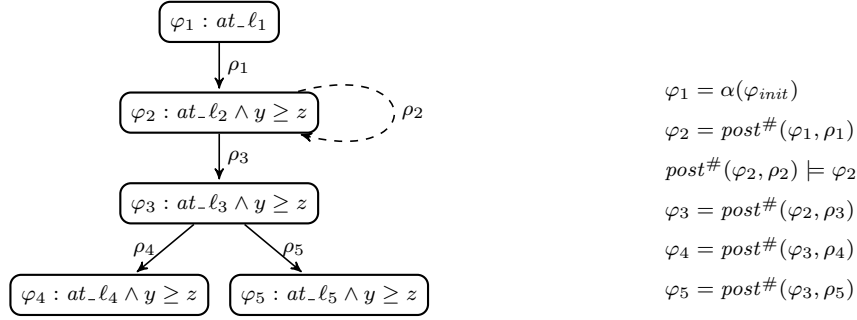 φ₁ : at_ℓ₁
ρ₁
φ₂ : at_ℓ₂ ∧ y ≥ z
ρ₂
ρ₃
φ₃ : at_ℓ₃ ∧ y ≥ z
ρ₄
ρ₅
φ₄ : at_ℓ₄ ∧ y ≥ z
φ₅ : at_ℓ₅ ∧ y ≥ z
φ₁ = α(φ_init)
φ₂ = post^#(φ₁, ρ₁)
post^#(φ₂, ρ₂) ⊨ φ₂
φ₃ = post^#(φ₂, ρ₃)
φ₄ = post^#(φ₃, ρ₄)
φ₅ = post^#(φ₃, ρ₅)